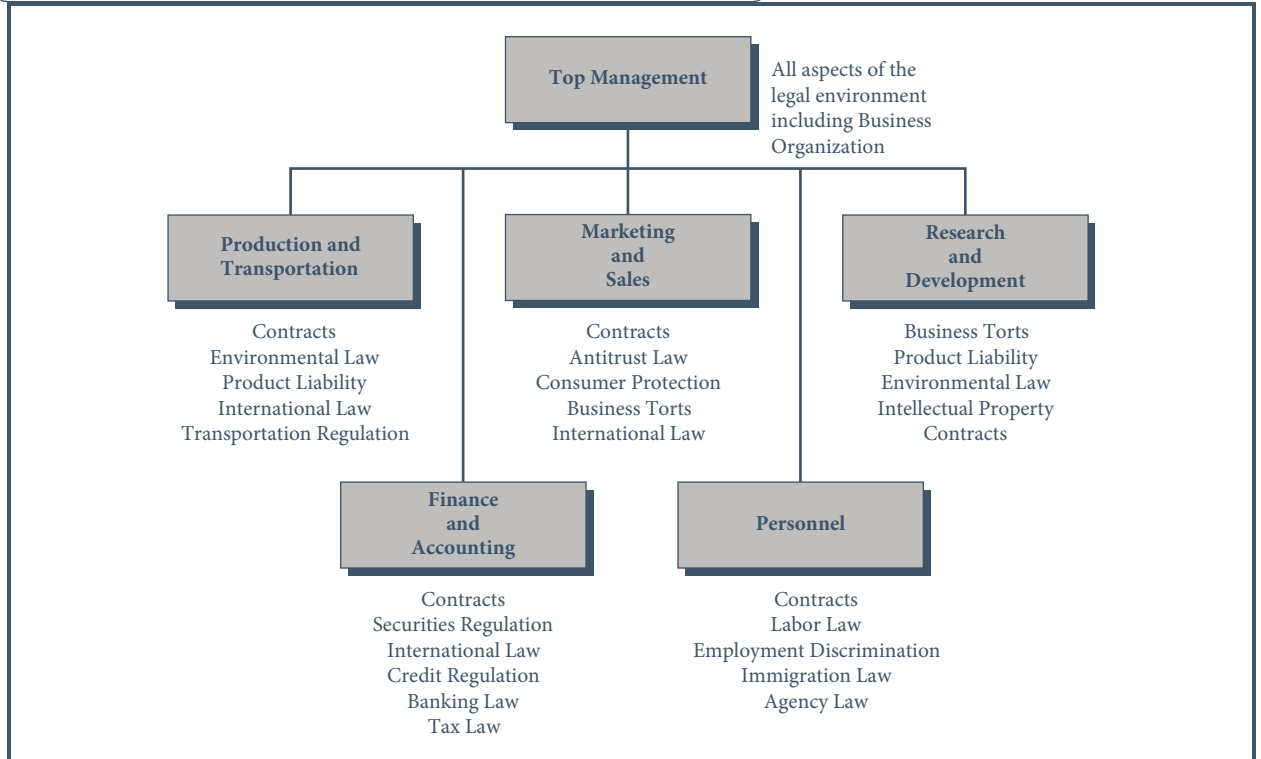 Top Management
All aspects of the
legal environment
including Business
Organization
Production and
Transportation
Contracts
Environmental Law
Product Liability
International Law
Transportation Regulation
Marketing
and
Sales
Contracts
Antitrust Law
Consumer Protection
Business Torts
International Law
Research
and
Development
Business Torts
Product Liability
Environmental Law
Intellectual Property
Contracts
Finance
and
Accounting
Contracts
Securities Regulation
International Law
Credit Regulation
Banking Law
Tax Law
Personnel
Contracts
Labor Law
Employment Discrimination
Immigration Law
Agency Law